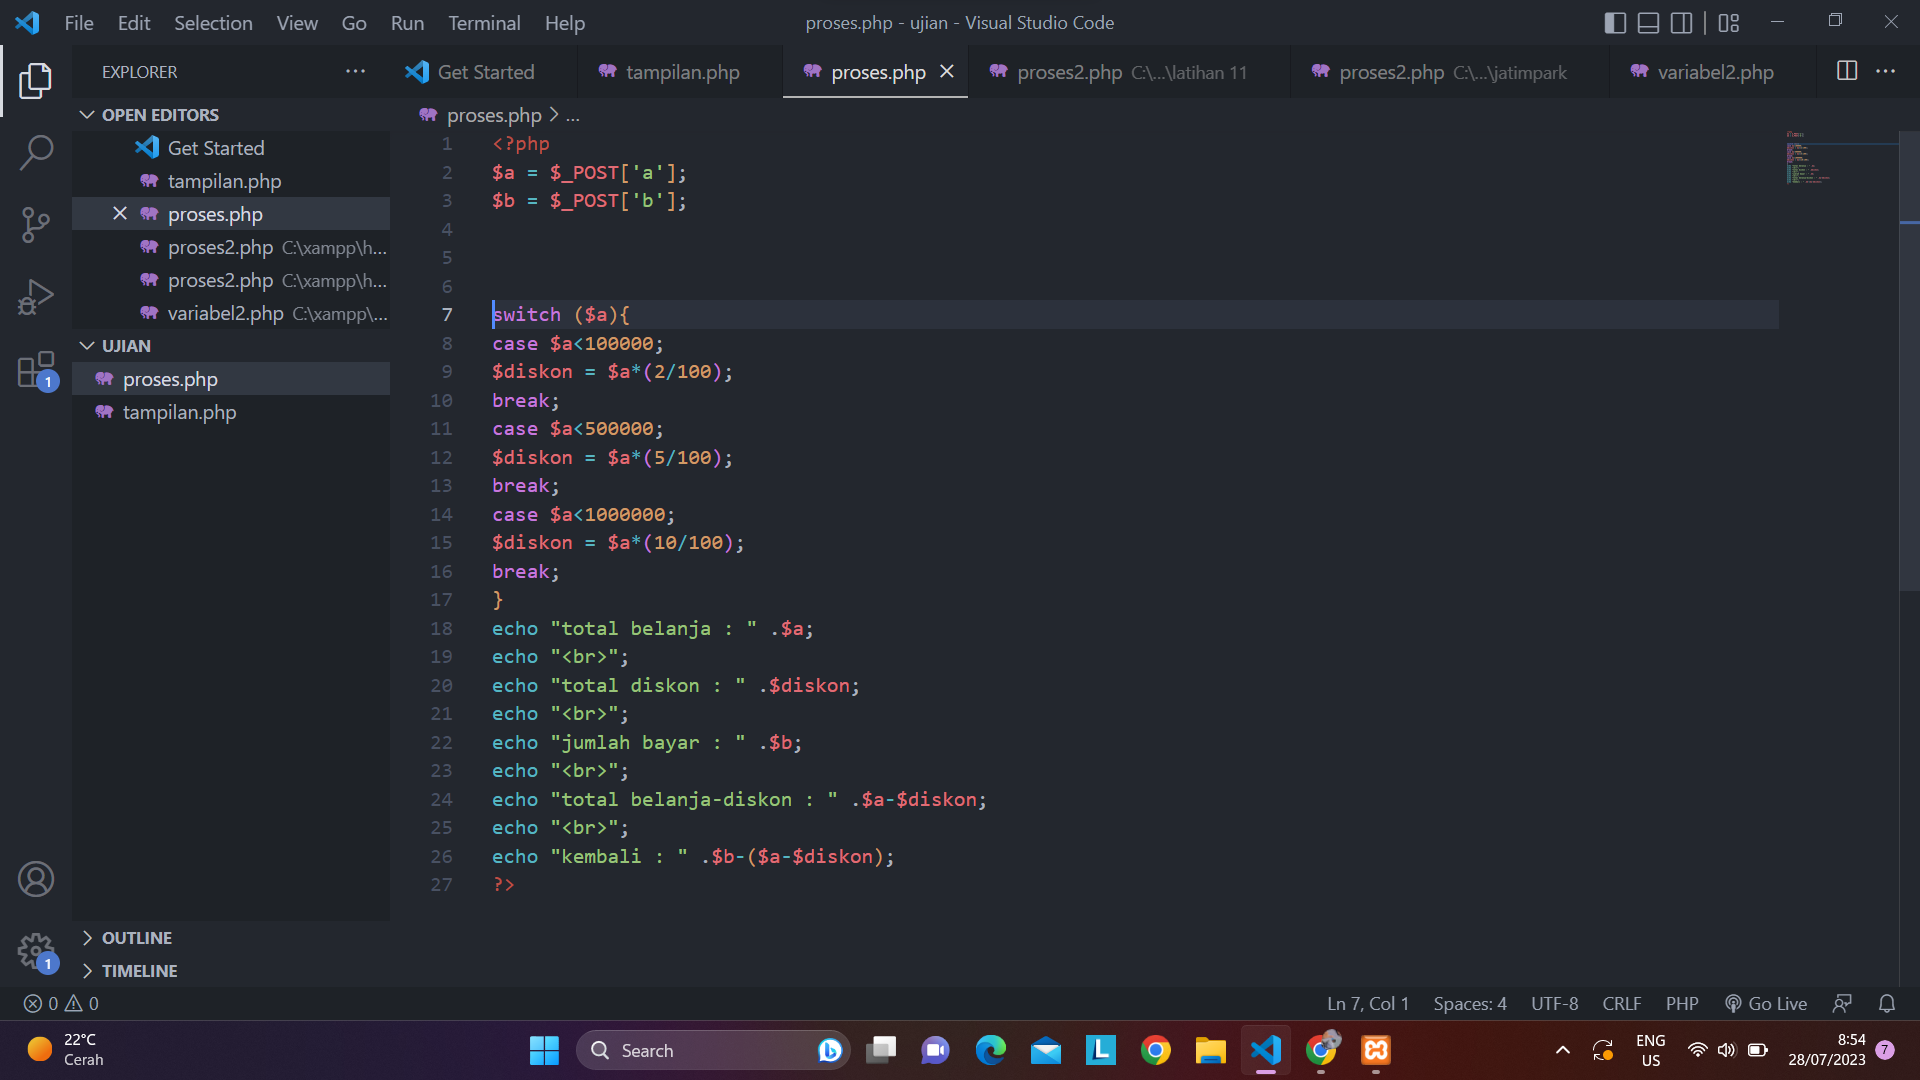 File Edit Selection View Go Run Terminal Help
proses.php - ujian - Visual Studio Code
EXPLORER ...
Get Started
tampilan.php
proses.php
proses2.php C:\...\latihan 11
proses2.php C:\...\jatimpark
variabel2.php
OPEN EDITORS
Get Started
tampilan.php
proses.php
proses2.php C:\xampp\h...
proses2.php C:\xampp\h...
variabel2.php C:\xampp\...
UJIAN
proses.php
tampilan.php
1
OUTLINE
TIMELINE
1
proses.php > ...
1 <?php
2 $a = $_POST['a'];
3 $b = $_POST['b'];
4
5
6
7 switch ($a){
8 case $a<100000;
9 $diskon = $a*(2/100);
10 break;
11 case $a<500000;
12 $diskon = $a*(5/100);
13 break;
14 case $a<1000000;
15 $diskon = $a*(10/100);
16 break;
17 }
18 echo "total belanja : " .$a;
19 echo "<br>";
20 echo "total diskon : " .$diskon;
21 echo "<br>";
22 echo "jumlah bayar : " .$b;
23 echo "<br>";
24 echo "total belanja-diskon : " .$a-$diskon;
25 echo "<br>";
26 echo "kembali : " .$b-($a-$diskon);
27 ?>
0 0
Ln 7, Col 1 Spaces: 4 UTF-8 CRLF PHP Go Live
22°C
Cerah
Search
L
ENG
US
8:54
28/07/2023
7